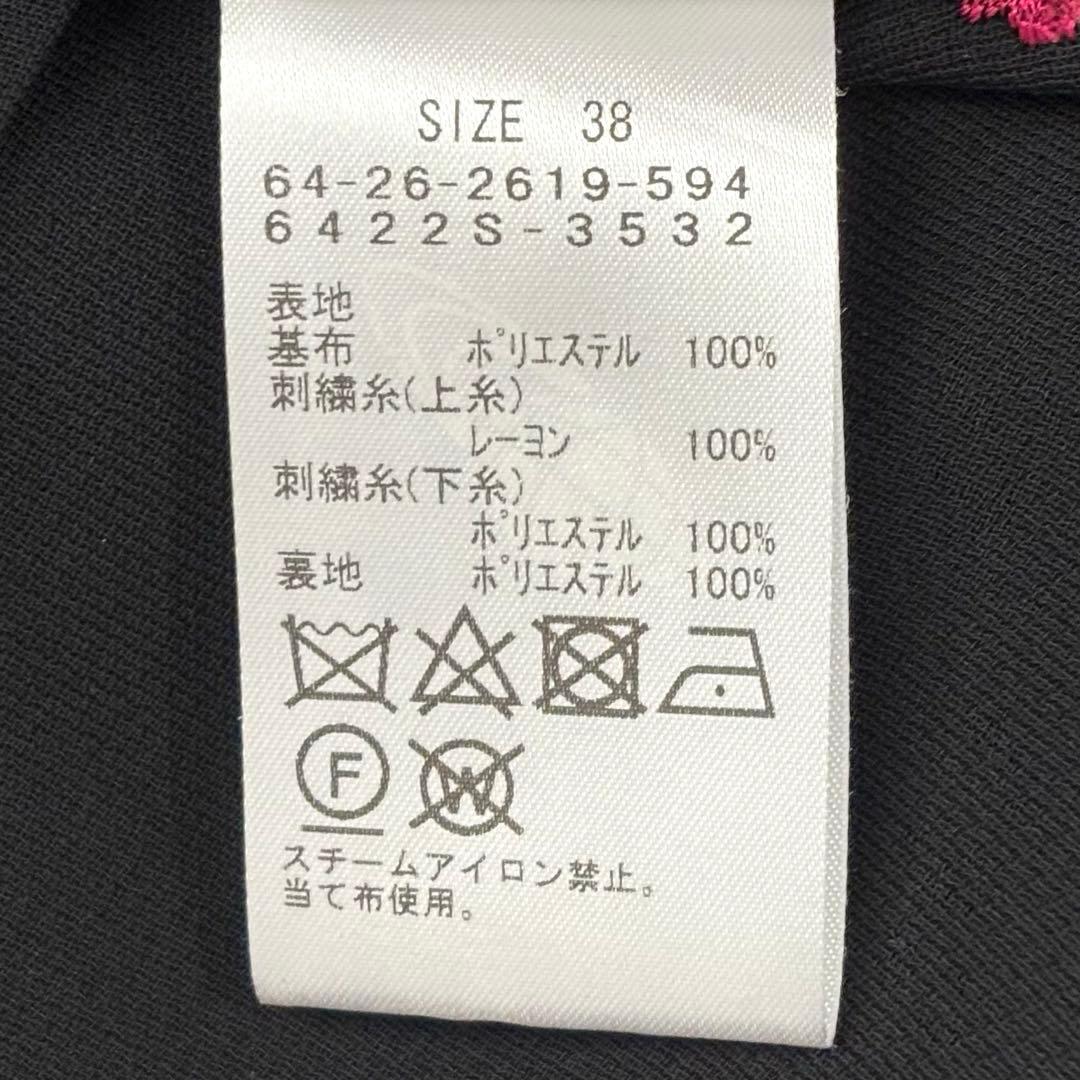 SIZE 38
64-26-2619-594
6422S-3532
表地
基布 ポリエステル 100%
刺繍糸(上糸)
レーヨン 100%
刺繍糸(下糸)
ポリエステル 100%
裏地 ポリエステル 100%
F W
スチームアイロン禁止。
当て布使用。